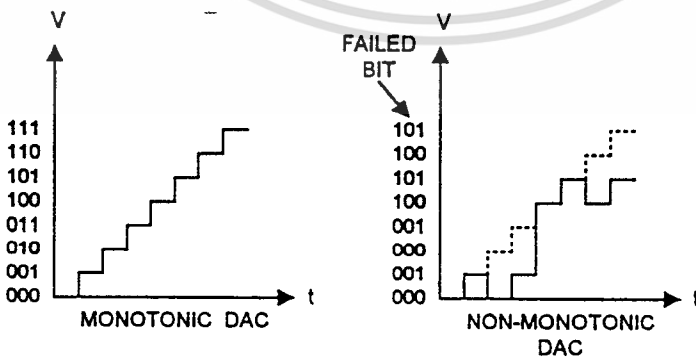 V
111
110
101
100
011
010
001
000
t
MONOTONIC DAC
FAILED
BIT
V
101
100
101
100
001
000
001
000
t
NON-MONOTONIC
DAC